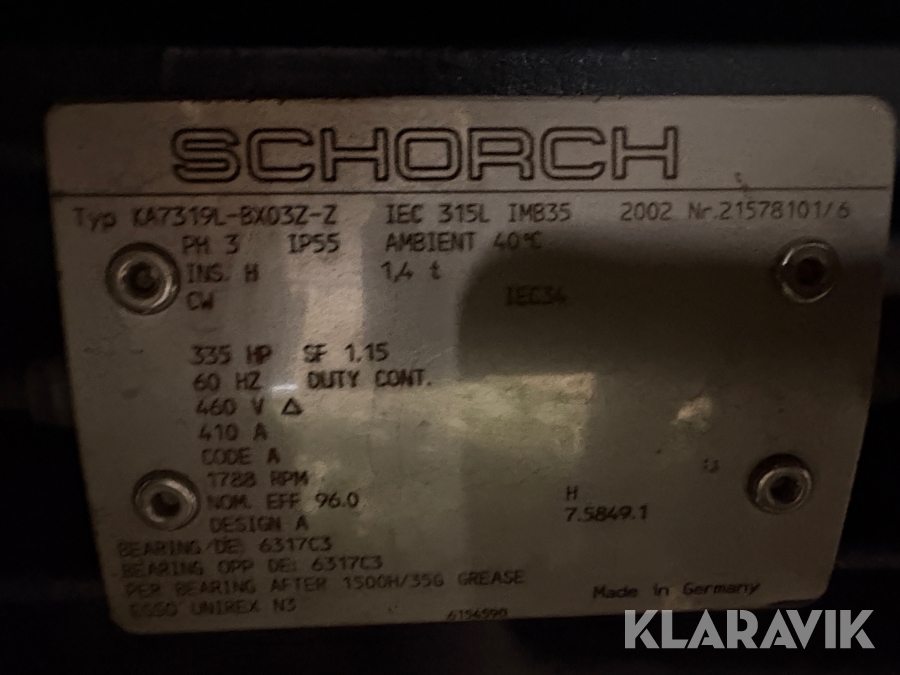 SCHORCH
Typ KA7319L-BX03Z-Z IEC 315L IMB35 2002 Nr.21578101/6
PH 3 IP55 AMBIENT 40°C
INS. H 1,4 t
CW IEC34
335 HP SF 1.15
60 HZ DUTY CONT.
460 V Δ
410 A
CODE A
1788 RPM
NOM. EFF 96.0 H
DESIGN A 7.5849.1
BEARING/DE: 6317C3
BEARING OPP DE: 6317C3
PER BEARING AFTER 1500H/35G GREASE
ESSO UNIREX N3 Made in Germany
6154590
KLARAVIK